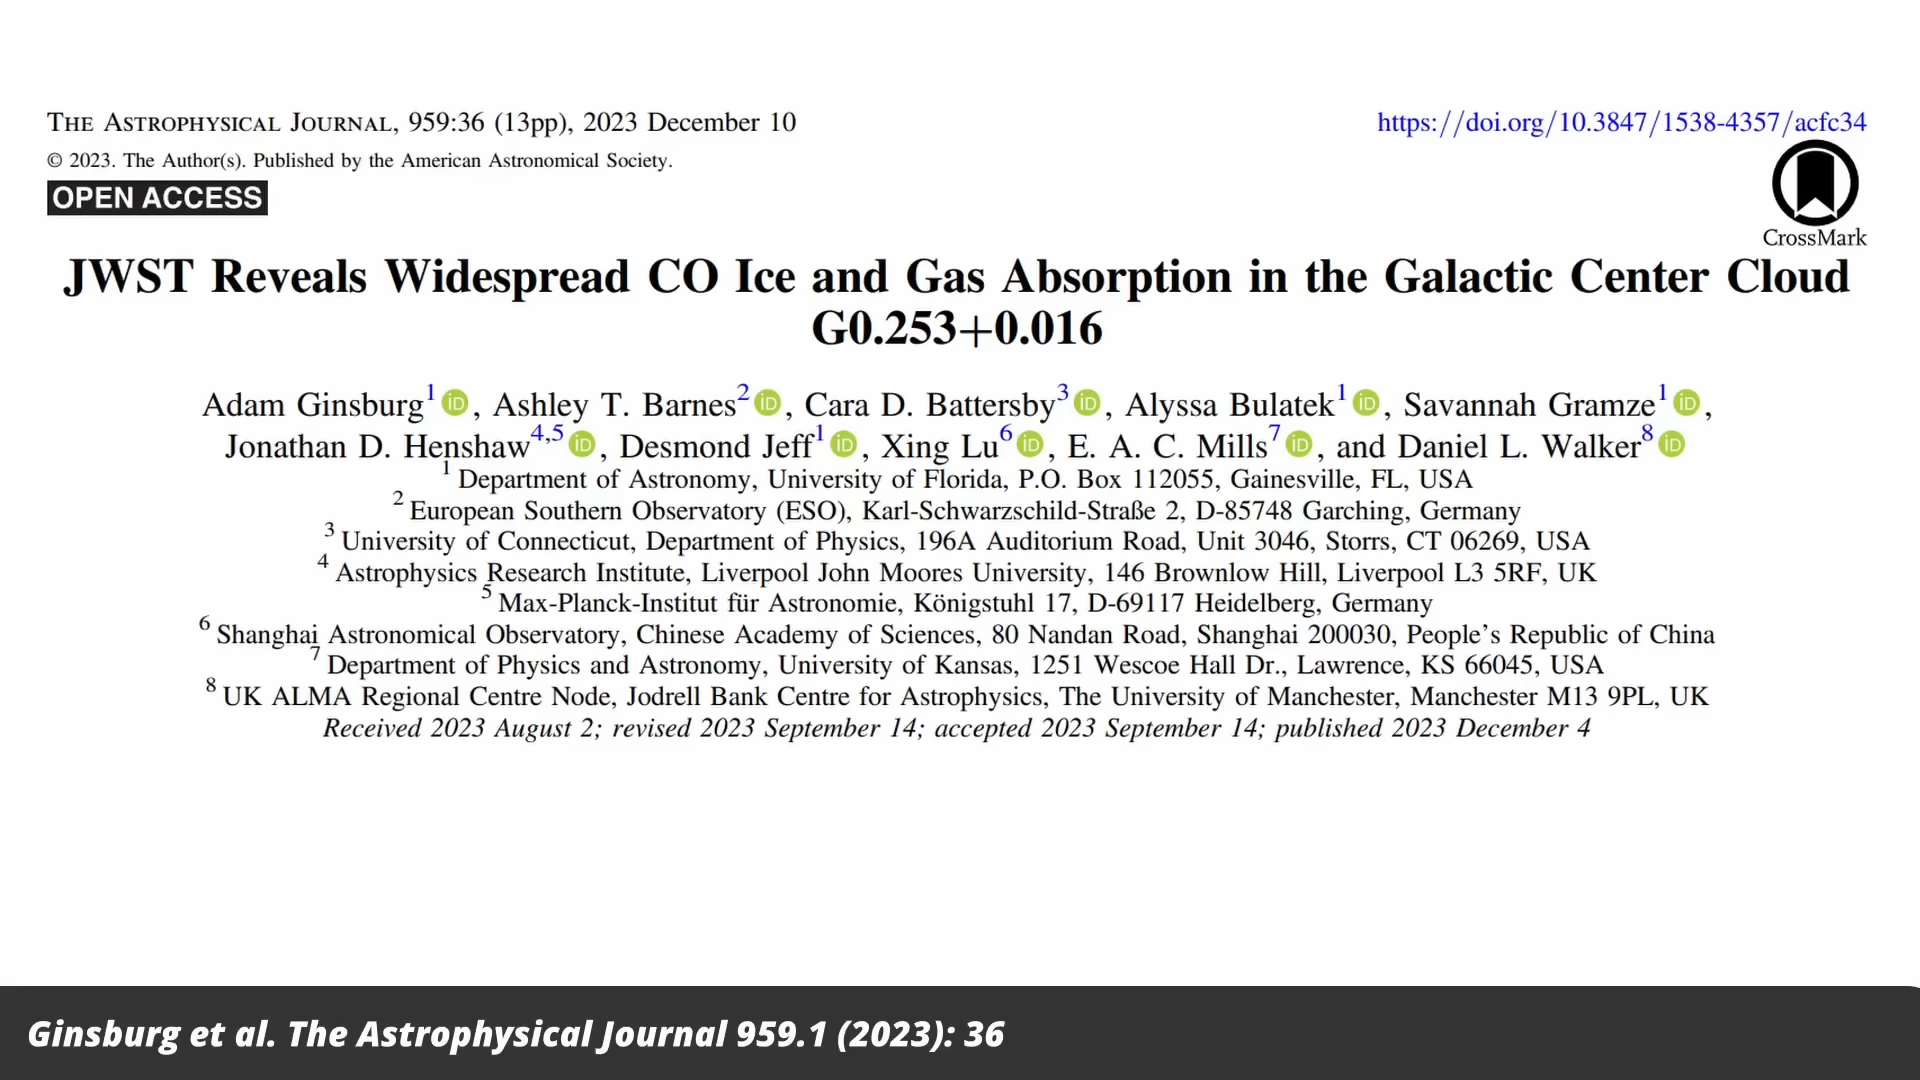 THE ASTROPHYSICAL JOURNAL, 959:36 (13pp), 2023 December 10
https://doi.org/10.3847/1538-4357/acfc34
© 2023. The Author(s). Published by the American Astronomical Society.
OPEN ACCESS
CrossMark
JWST Reveals Widespread CO Ice and Gas Absorption in the Galactic Center Cloud
G0.253+0.016
Adam Ginsburg1 iD, Ashley T. Barnes2 iD, Cara D. Battersby3 iD, Alyssa Bulatek1 iD, Savannah Gramze1 iD,
Jonathan D. Henshaw4,5 iD, Desmond Jeff1 iD, Xing Lu6 iD, E. A. C. Mills7 iD, and Daniel L. Walker8 iD
1 Department of Astronomy, University of Florida, P.O. Box 112055, Gainesville, FL, USA
2 European Southern Observatory (ESO), Karl-Schwarzschild-Straße 2, D-85748 Garching, Germany
3 University of Connecticut, Department of Physics, 196A Auditorium Road, Unit 3046, Storrs, CT 06269, USA
4 Astrophysics Research Institute, Liverpool John Moores University, 146 Brownlow Hill, Liverpool L3 5RF, UK
5 Max-Planck-Institut für Astronomie, Königstuhl 17, D-69117 Heidelberg, Germany
6 Shanghai Astronomical Observatory, Chinese Academy of Sciences, 80 Nandan Road, Shanghai 200030, People's Republic of China
7 Department of Physics and Astronomy, University of Kansas, 1251 Wescoe Hall Dr., Lawrence, KS 66045, USA
8 UK ALMA Regional Centre Node, Jodrell Bank Centre for Astrophysics, The University of Manchester, Manchester M13 9PL, UK
Received 2023 August 2; revised 2023 September 14; accepted 2023 September 14; published 2023 December 4
Ginsburg et al. The Astrophysical Journal 959.1 (2023): 36